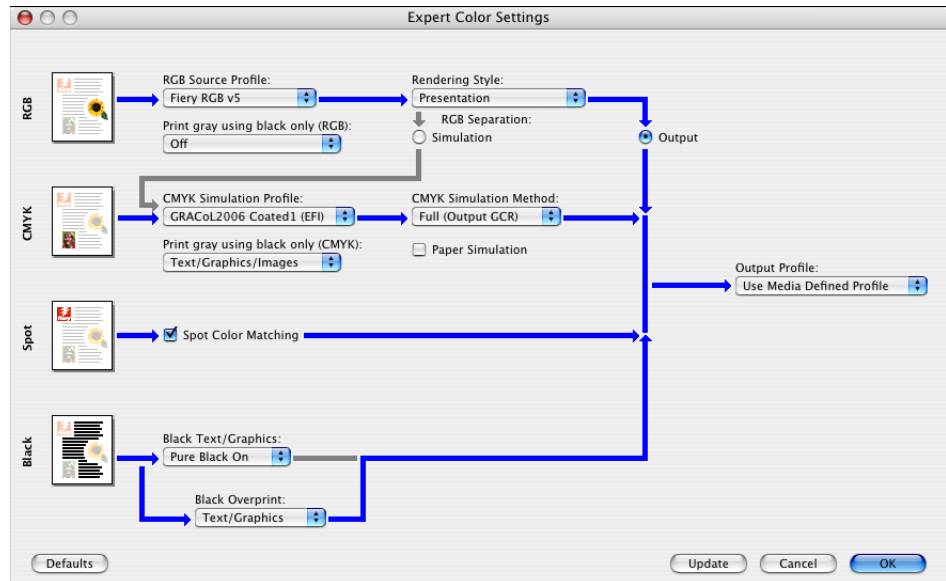 Expert Color Settings
RGB
RGB Source Profile:
Fiery RGB v5
Rendering Style:
Presentation
Print gray using black only (RGB):
Off
RGB Separation:
Simulation
Output
CMYK
CMYK Simulation Profile:
GRACoL2006 Coated1 (EFI)
CMYK Simulation Method:
Full (Output GCR)
Print gray using black only (CMYK):
Text/Graphics/Images
Paper Simulation
Output Profile:
Use Media Defined Profile
Spot
Spot Color Matching
Black
Black Text/Graphics:
Pure Black On
Black Overprint:
Text/Graphics
Defaults
Update
Cancel
OK